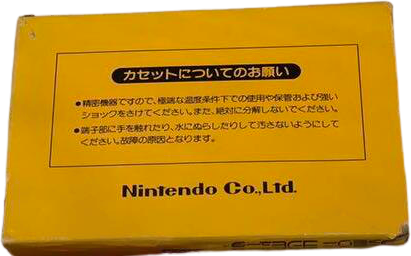 カセットについてのお願い
●精密機器ですので、極端な温度条件下での使用や保管および強い
ショックをさけてください。また、絶対に分解しないでください。
●端子部に手を触れたり、水にぬらしたりして汚さないようにして
ください。故障の原因となります。
Nintendo Co.,Ltd.